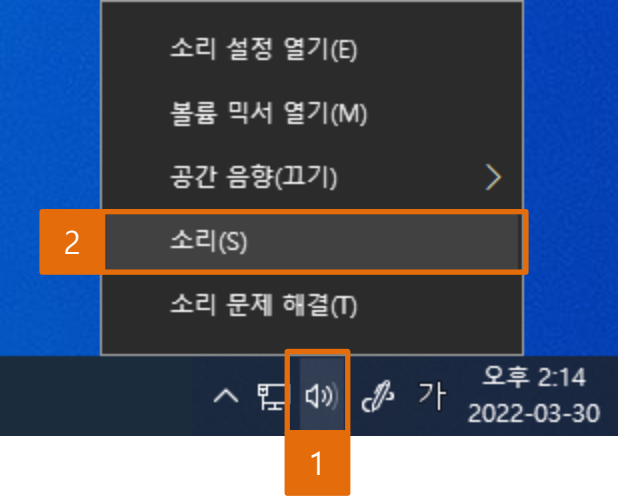 소리 설정 열기(E)
볼륨 믹서 열기(M)
공간 음향(끄기)
2
소리(S)
소리 문제 해결(T)
가
오후 2:14
2022-03-30
1